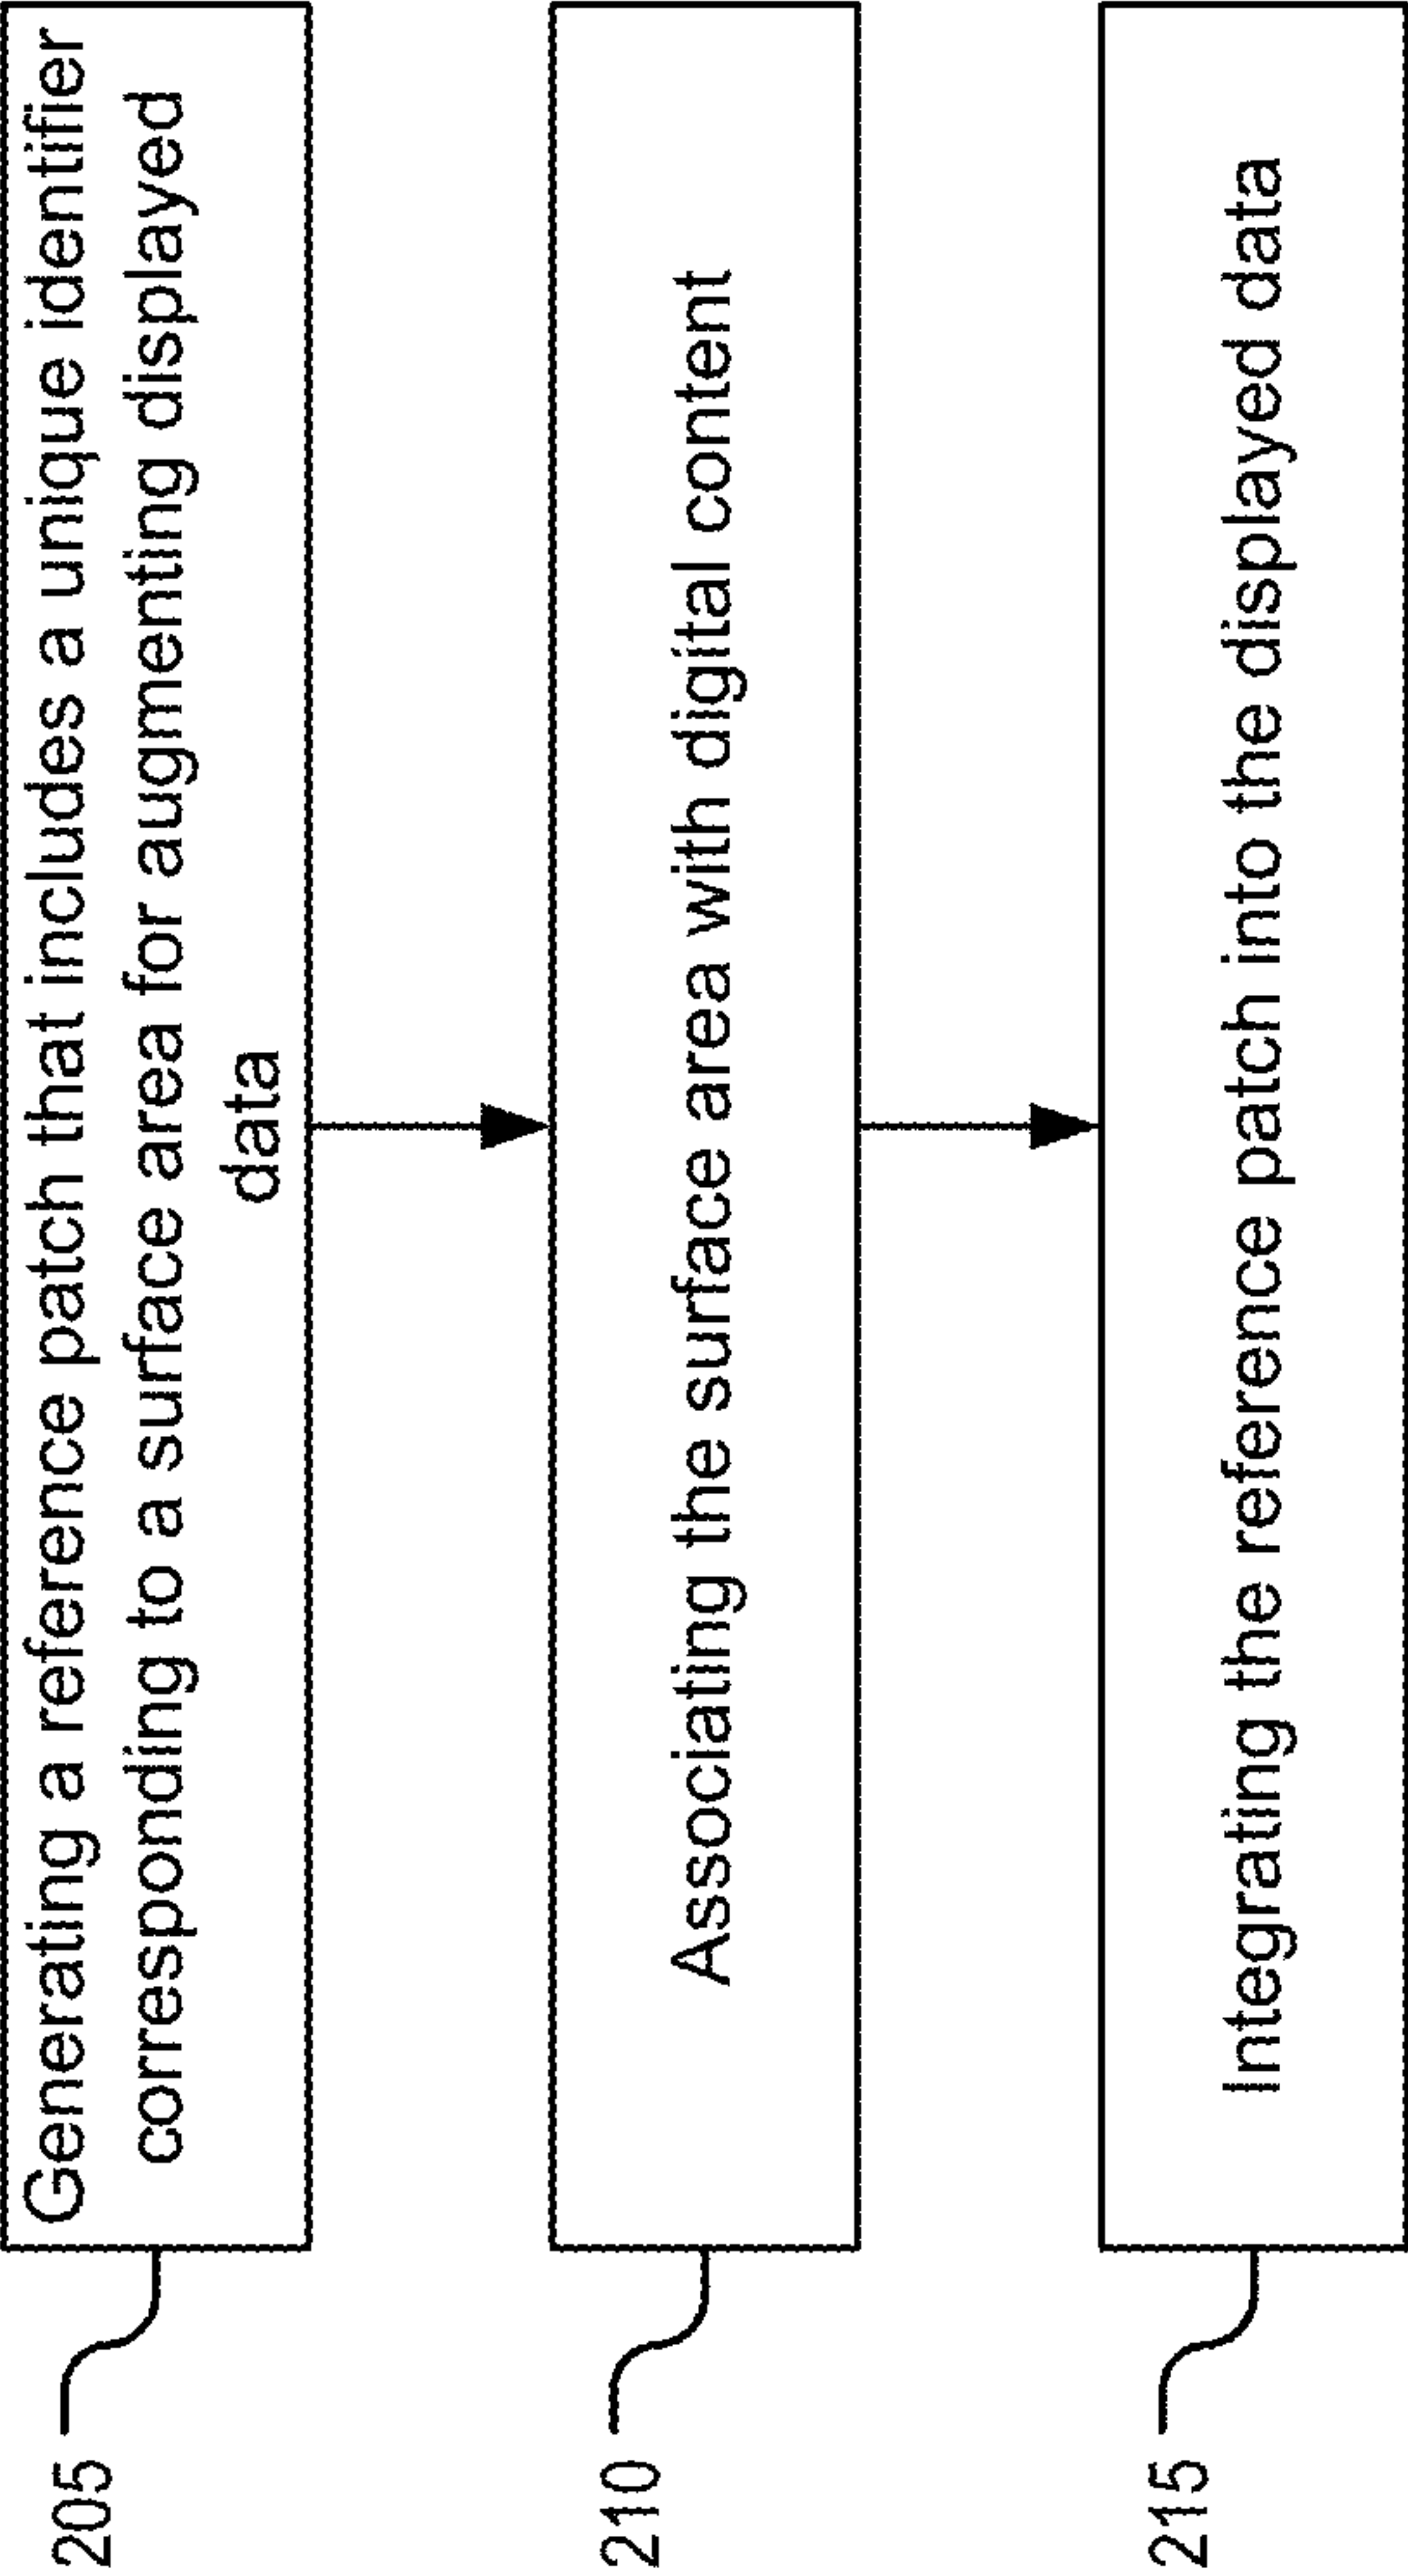 205
Generating a reference patch that includes a unique identifier
corresponding to a surface area for augmenting displayed
data
210
Associating the surface area with digital content
215
Integrating the reference patch into the displayed data